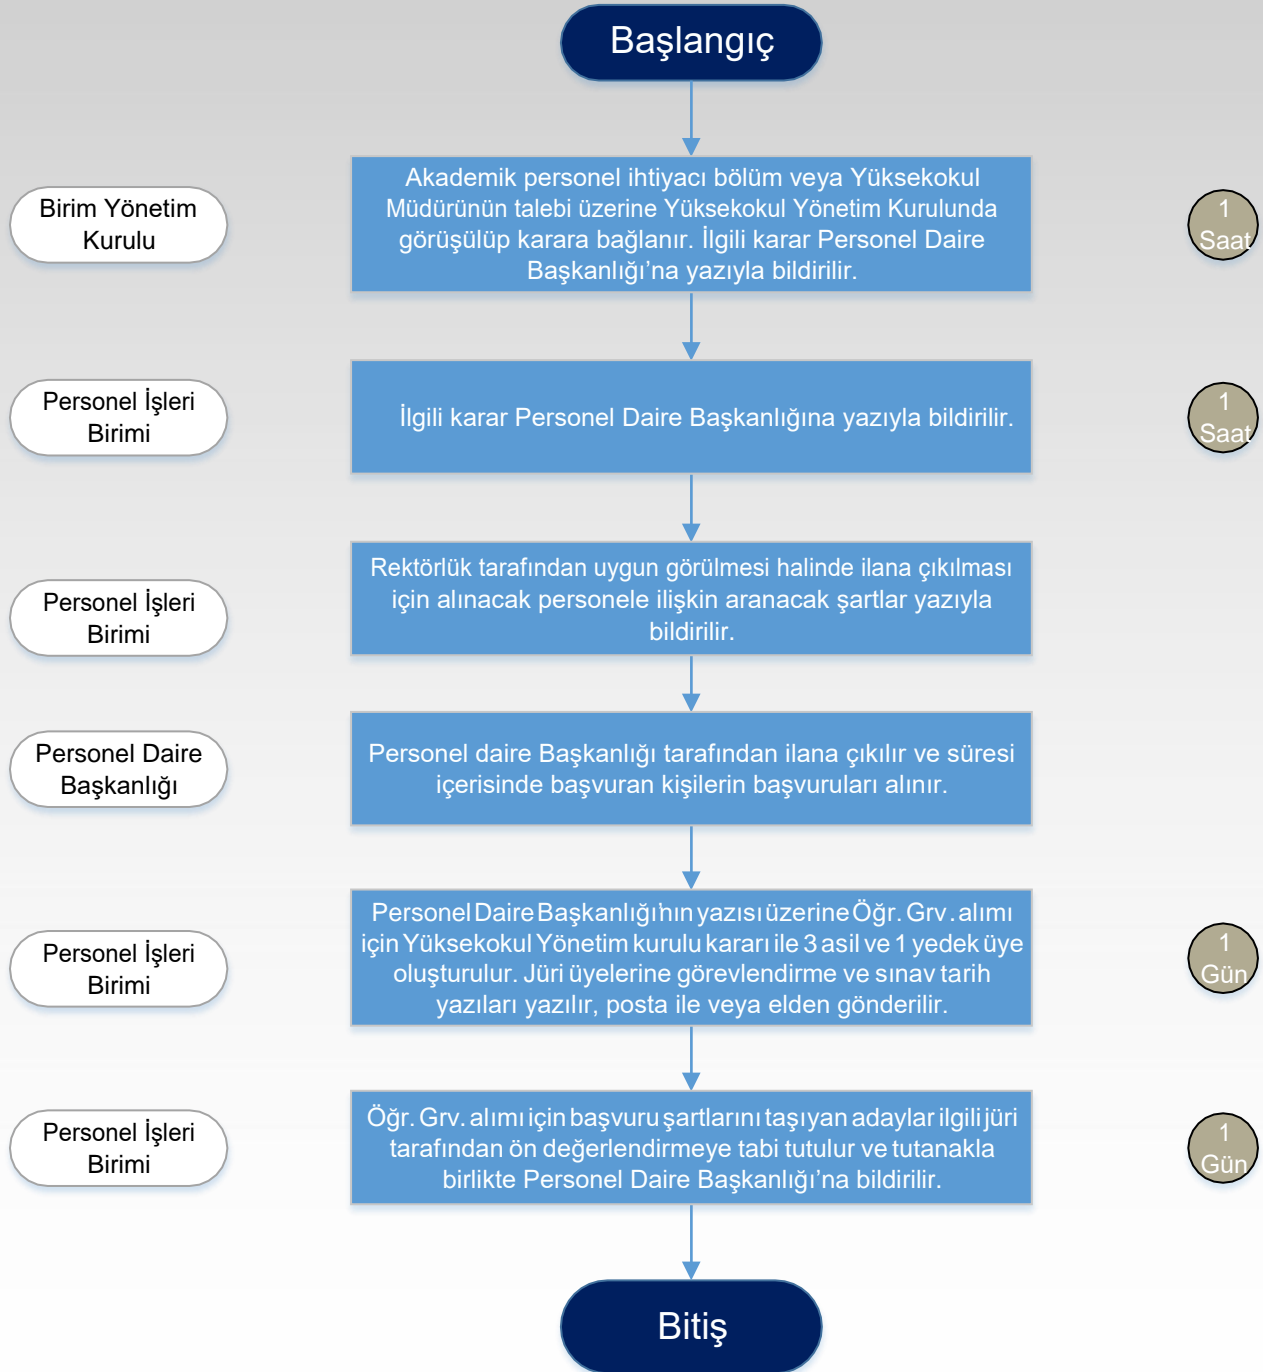 Başlangıç
Birim Yönetim
Kurulu
Akademik personel ihtiyacı bölüm veya Yüksekokul
Müdürünün talebi üzerine Yüksekokul Yönetim Kurulunda
görüşülüp karara bağlanır. İlgili karar Personel Daire
Başkanlığı’na yazıyla bildirilir.
1
Saat
Personel İşleri
Birimi
İlgili karar Personel Daire Başkanlığına yazıyla bildirilir.
1
Saat
Personel İşleri
Birimi
Rektörlük tarafından uygun görülmesi halinde ilana çıkılması
için alınacak personele ilişkin aranacak şartlar yazıyla
bildirilir.
Personel Daire
Başkanlığı
Personel daire Başkanlığı tarafından ilana çıkılır ve süresi
içerisinde başvuran kişilerin başvuruları alınır.
Personel İşleri
Birimi
Personel Daire Başkanlığı'nın yazısı üzerine Öğr. Grv. alımı
için Yüksekokul Yönetim kurulu kararı ile 3 asil ve 1 yedek üye
oluşturulur. Jüri üyelerine görevlendirme ve sınav tarih
yazıları yazılır, posta ile veya elden gönderilir.
1
Gün
Personel İşleri
Birimi
Öğr. Grv. alımı için başvuru şartlarını taşıyan adaylar ilgili jüri
tarafından ön değerlendirmeye tabi tutulur ve tutanakla
birlikte Personel Daire Başkanlığı’na bildirilir.
1
Gün
Bitiş